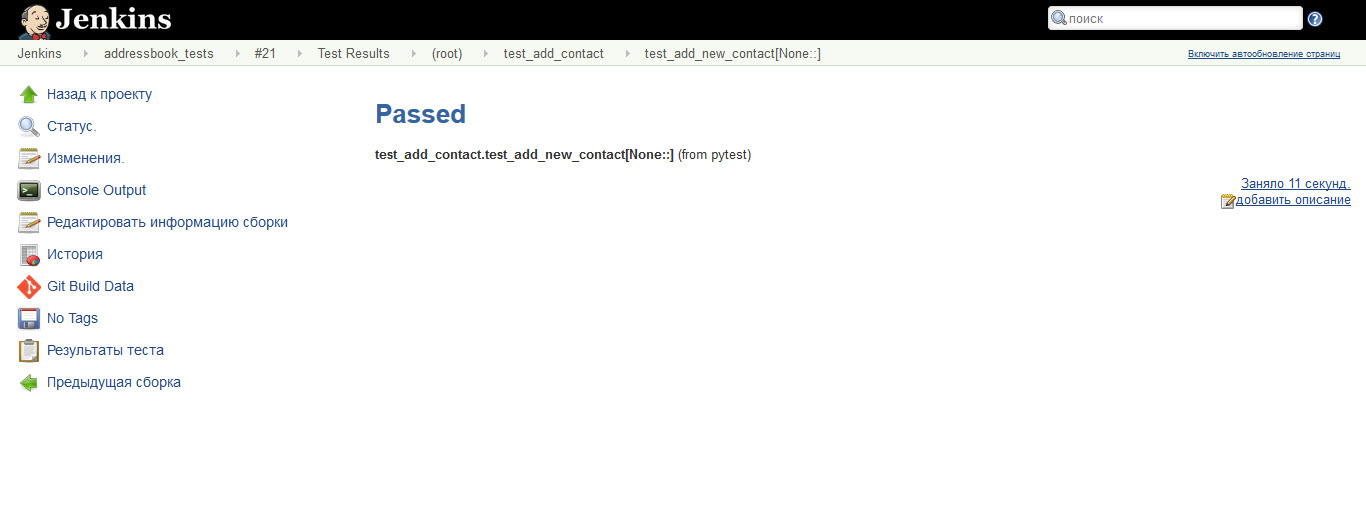 Jenkins
поиск
Jenkins addressbook_tests #21 Test Results (root) test_add_contact test_add_new_contact[None::] Включить автообновление страниц
Назад к проекту
Статус.
Изменения.
Console Output
Редактировать информацию сборки
История
Git Build Data
No Tags
Результаты теста
Предыдущая сборка
Passed
test_add_contact.test_add_new_contact[None::] (from pytest)
Заняло 11 секунд.
добавить описание